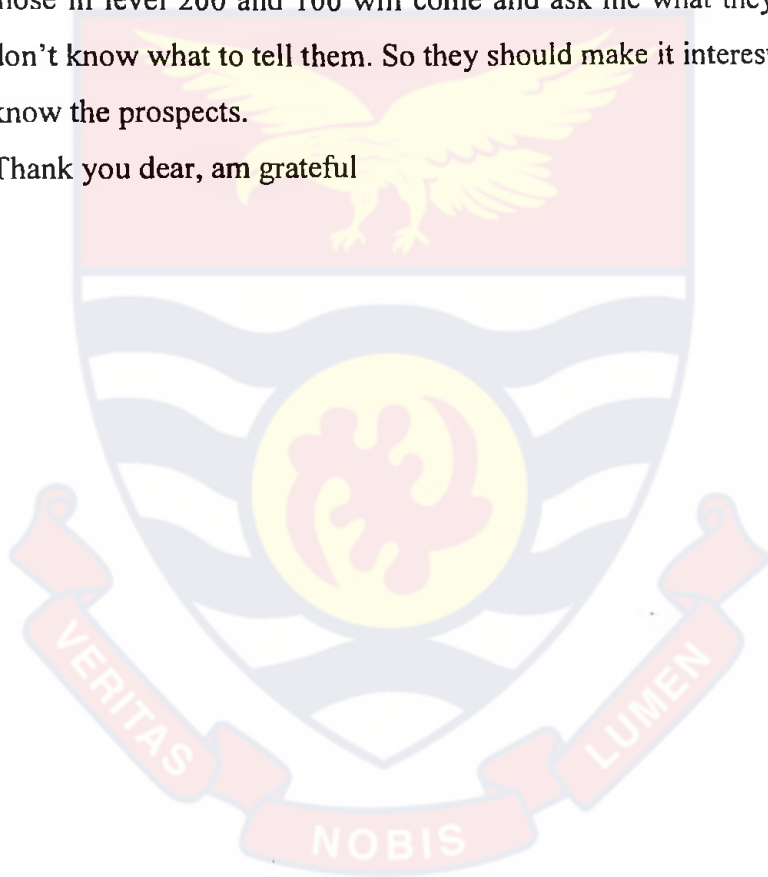 those in level 200 and 100 will come and ask me what they
don't know what to tell them. So they should make it interes
know the prospects.
Thank you dear, am grateful
VERITAS
NOBIS
LUMEN